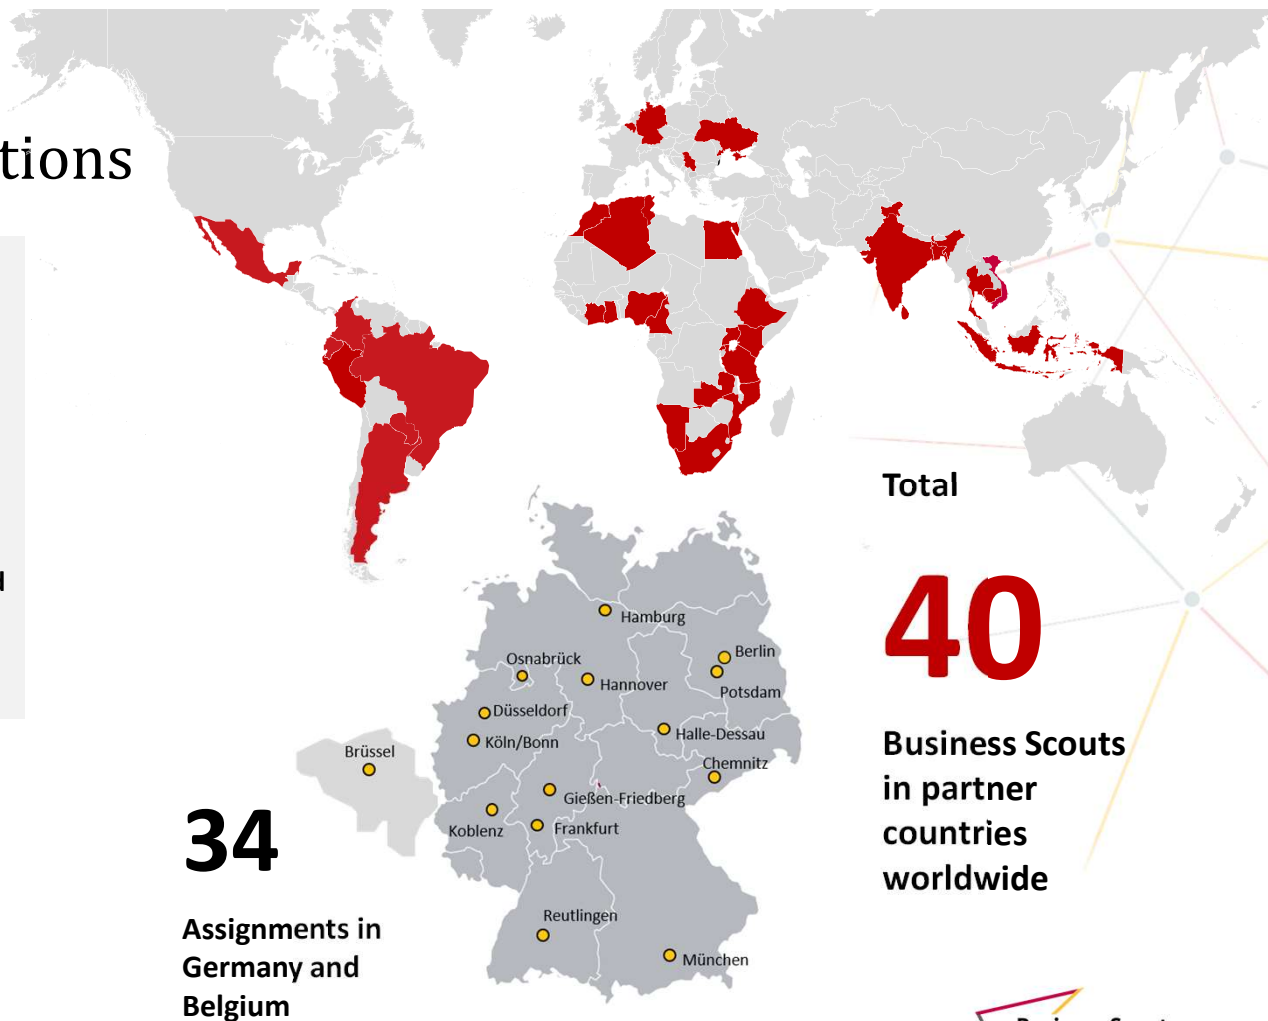 tions
Total
40
Business Scouts
in partner
countries
worldwide
Hamburg
Berlin
Osnabrück
Hannover
Potsdam
Düsseldorf
Halle-Dessau
Köln/Bonn
Brüssel
Chemnitz
Gießen-Friedberg
Koblenz
Frankfurt
34
Reutlingen
München
Assignments in
Germany and
Belgium